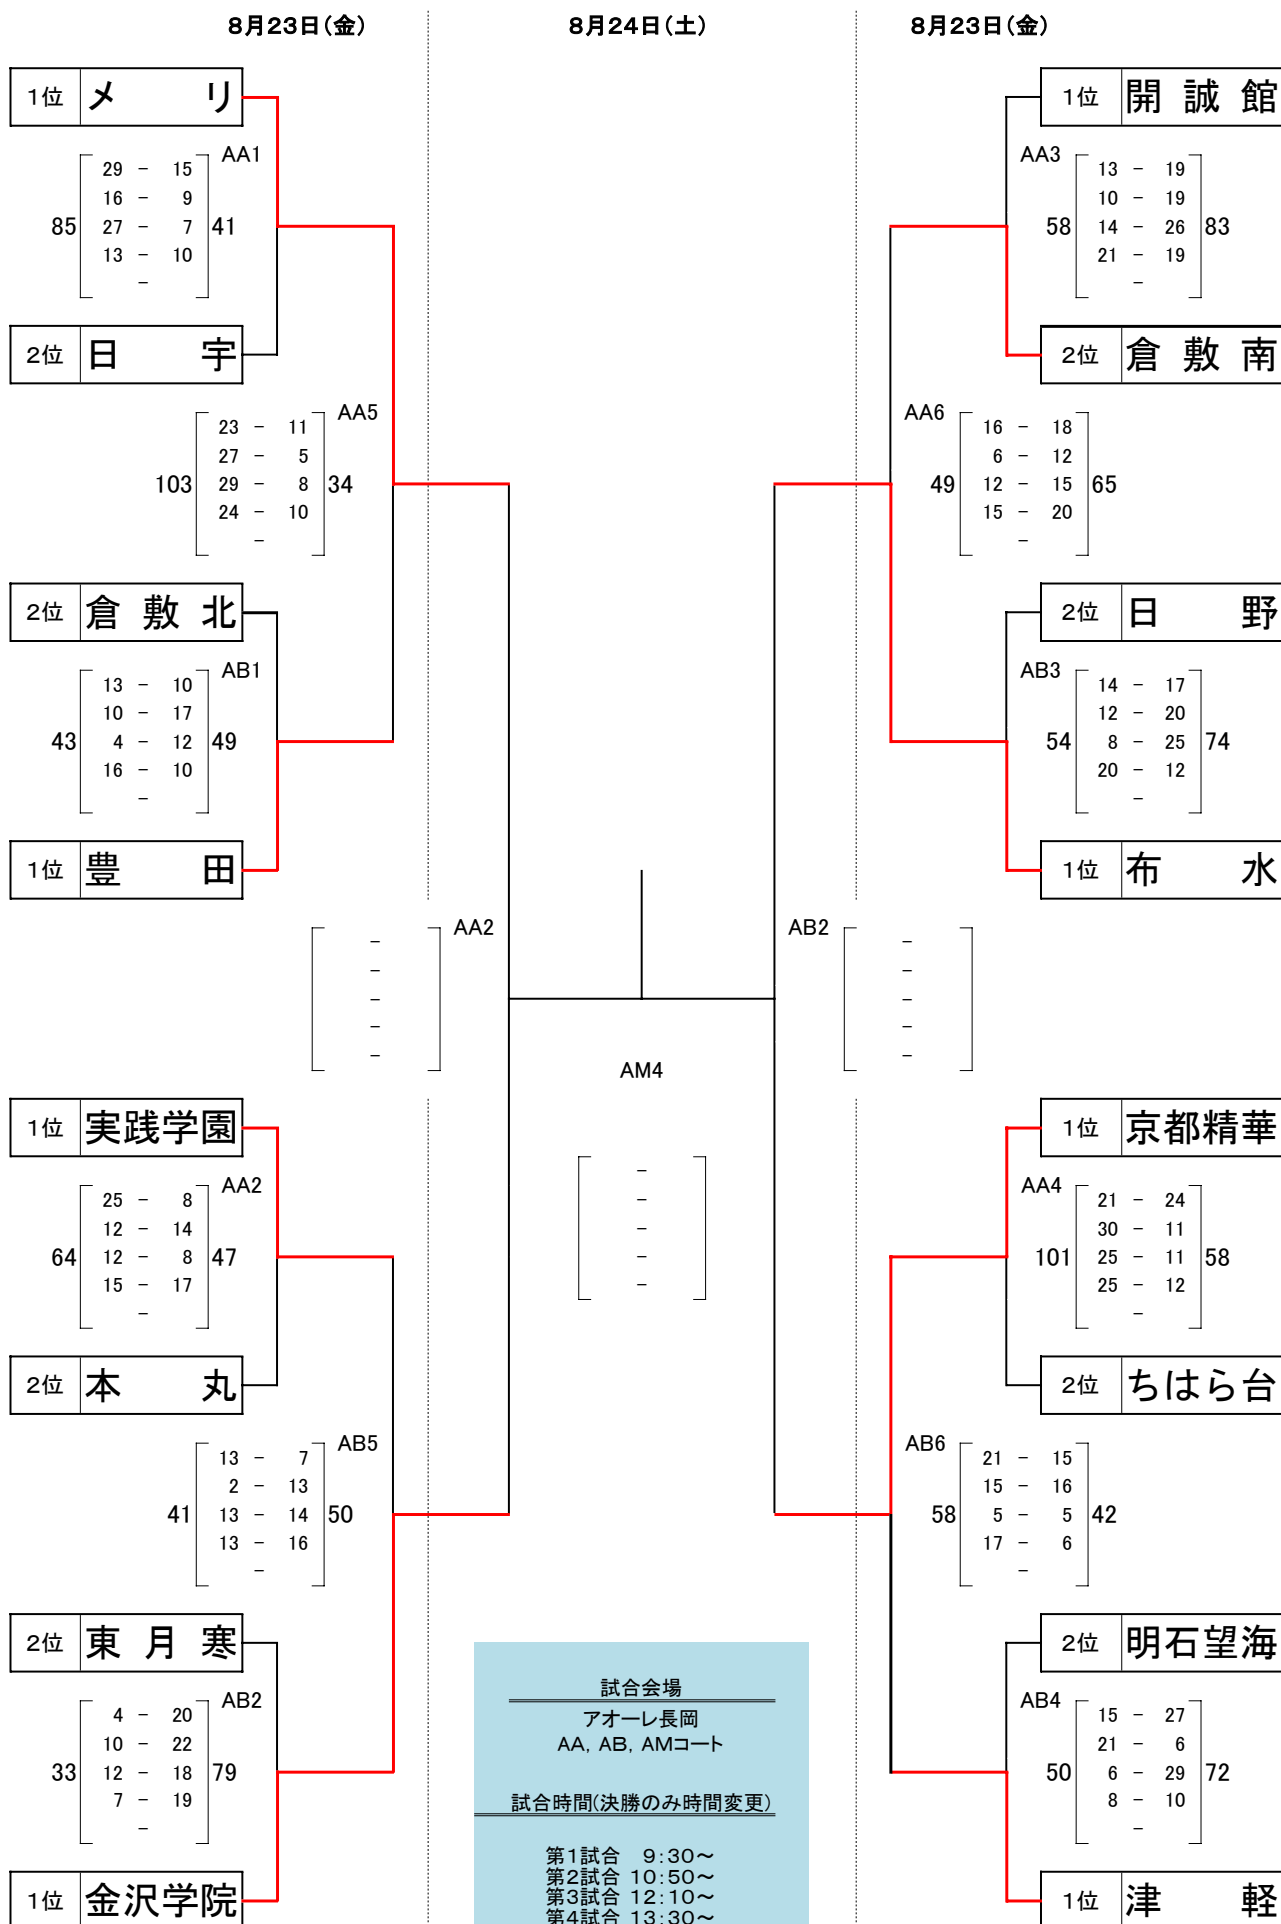 8月23日（金） 8月24日（土） 8月23日（金）
1位 メリ
AA1
29 － 15
16 － 9
85 27 － 7 41
13 － 10
－
2位 日宇
AA5
23 － 11
27 － 5
103 29 － 8 34
24 － 10
－
2位 倉敷北
AB1
13 － 10
10 － 17
43 4 － 12 49
16 － 10
－
1位 豊田
AA2
－
－
－
－
－
1位 実践学園
AA2
25 － 8
12 － 14
64 12 － 8 47
15 － 17
－
2位 本丸
AB5
13 － 7
2 － 13
41 13 － 14 50
13 － 16
－
2位 東月寒
AB2
4 － 20
10 － 22
33 12 － 18 79
7 － 19
－
1位 金沢学院
AM4
－
－
－
－
－
試合会場
アオーレ長岡
AA, AB, AMコート
試合時間(決勝のみ時間変更)
第1試合 9:30～
第2試合 10:50～
第3試合 12:10～
第4試合 13:30～
1位 開誠館
AA3
13 － 19
10 － 19
58 14 － 26 83
21 － 19
－
2位 倉敷南
AA6
16 － 18
6 － 12
49 12 － 15 65
15 － 20
－
2位 日野
AB3
14 － 17
12 － 20
54 8 － 25 74
20 － 12
－
1位 布水
AB2
－
－
－
－
－
1位 京都精華
AA4
21 － 24
30 － 11
101 25 － 11 58
25 － 12
－
2位 ちはら台
AB6
21 － 15
15 － 16
58 5 － 5 42
17 － 6
－
2位 明石望海
AB4
15 － 27
21 － 6
50 6 － 29 72
8 － 10
－
1位 津軽